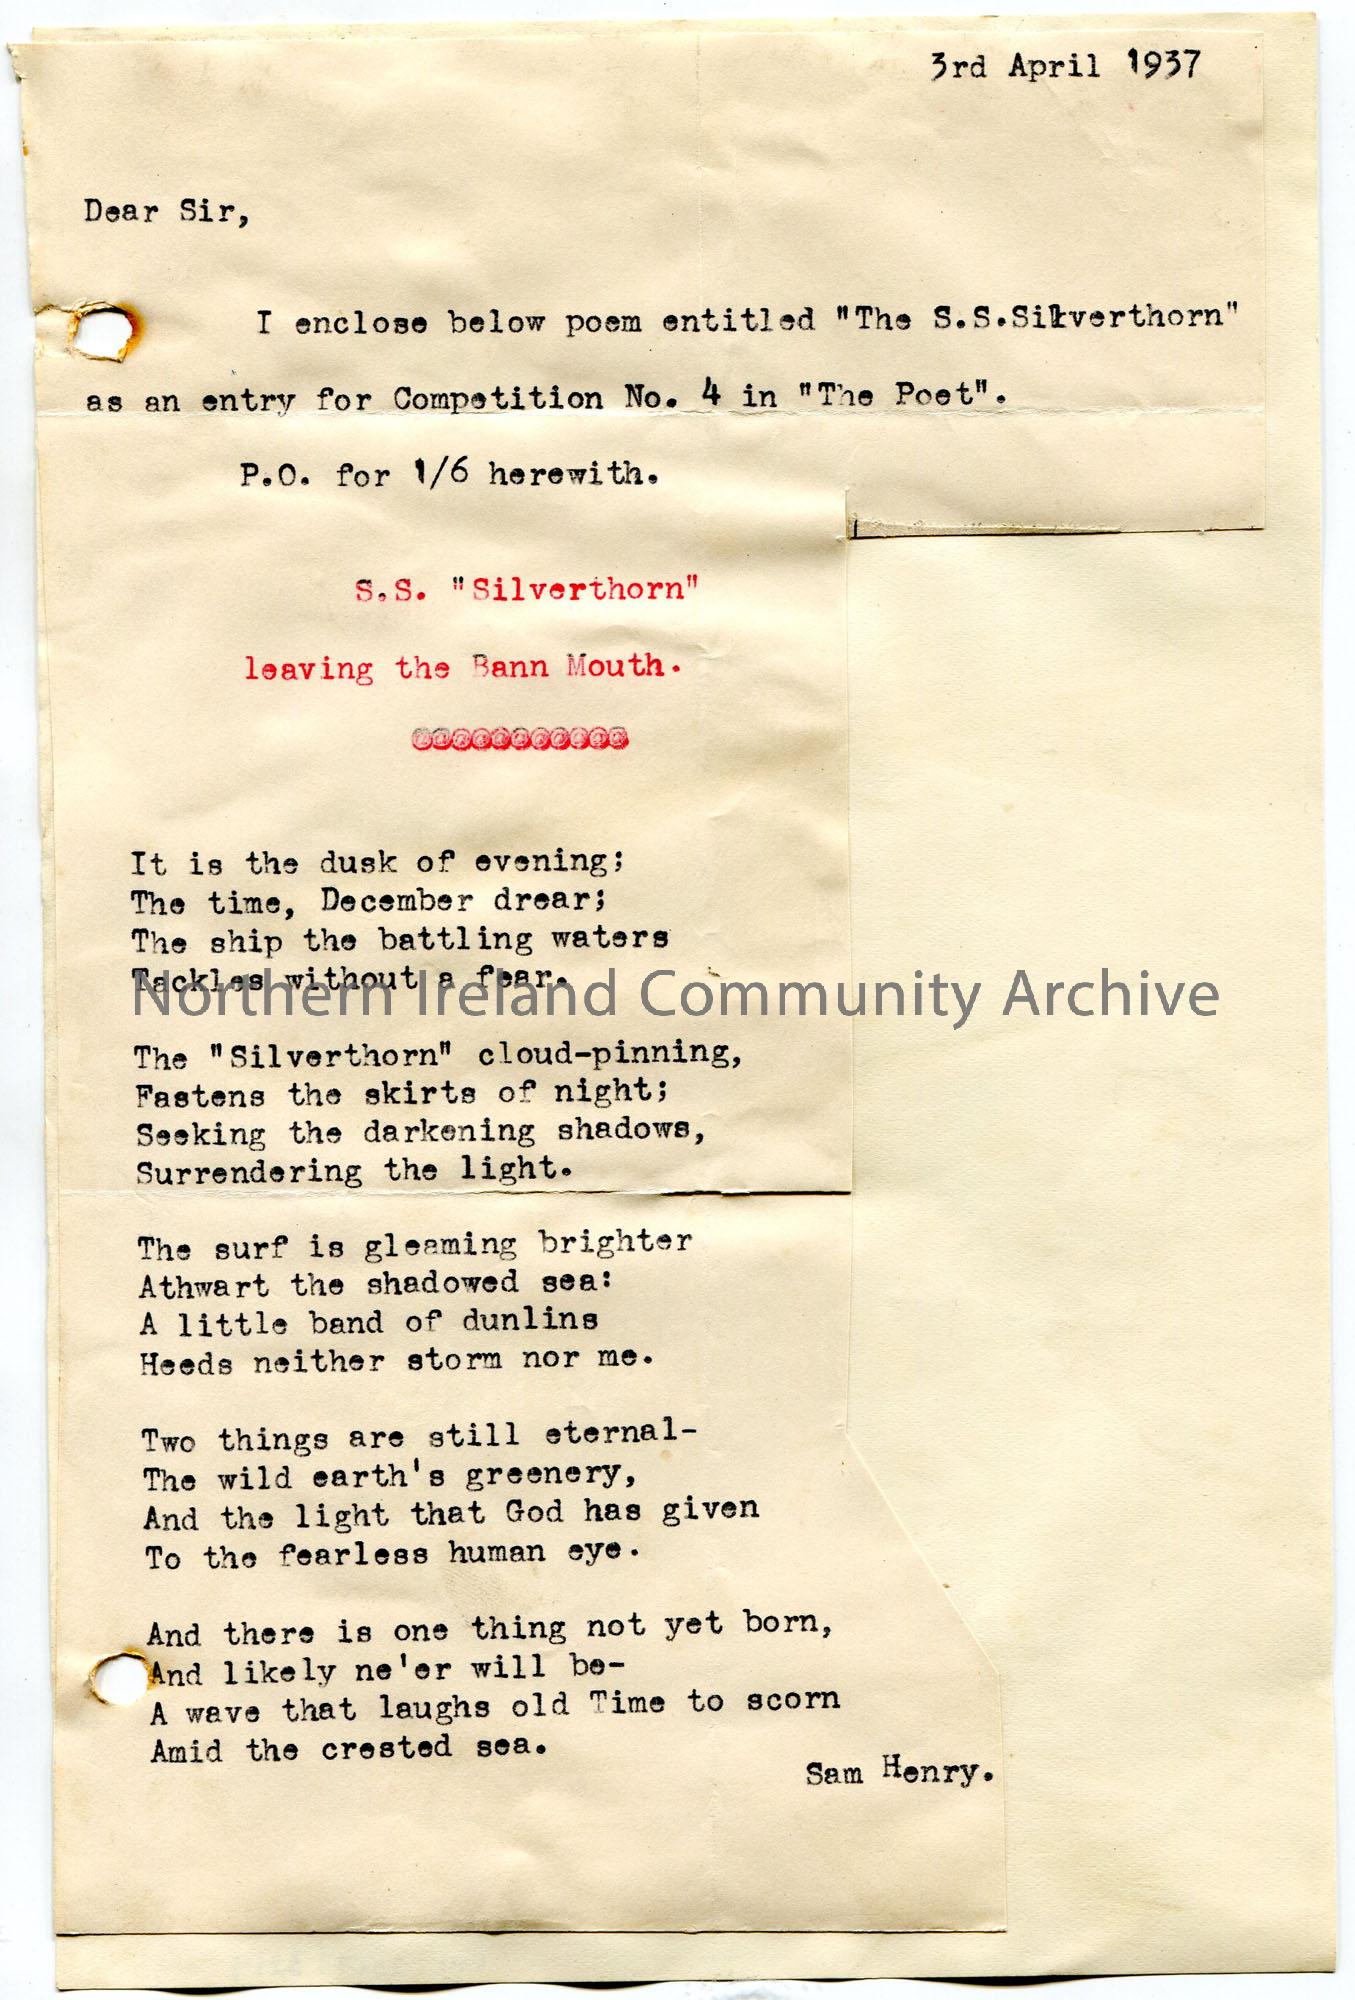 3rd April 1937
Dear Sir,
I enclose below poem entitled "The S.S.Silverthorn"
as an entry for Competition No. 4 in "The Poet".
P.O. for 1/6 herewith.
S.S. "Silverthorn"
leaving the Bann Mouth.
@@@@@@@@@@@
It is the dusk of evening;
The time, December drear;
The ship the battling waters
Tackles without a fear.
Northern Ireland Community Archive
The "Silverthorn" cloud-pinning,
Fastens the skirts of night;
Seeking the darkening shadows,
Surrendering the light.
The surf is gleaming brighter
Athwart the shadowed sea:
A little band of dunlins
Heeds neither storm nor me.
Two things are still eternal-
The wild earth's greenery,
And the light that God has given
To the fearless human eye.
And there is one thing not yet born,
And likely ne'er will be-
A wave that laughs old Time to scorn
Amid the crested sea.
Sam Henry.